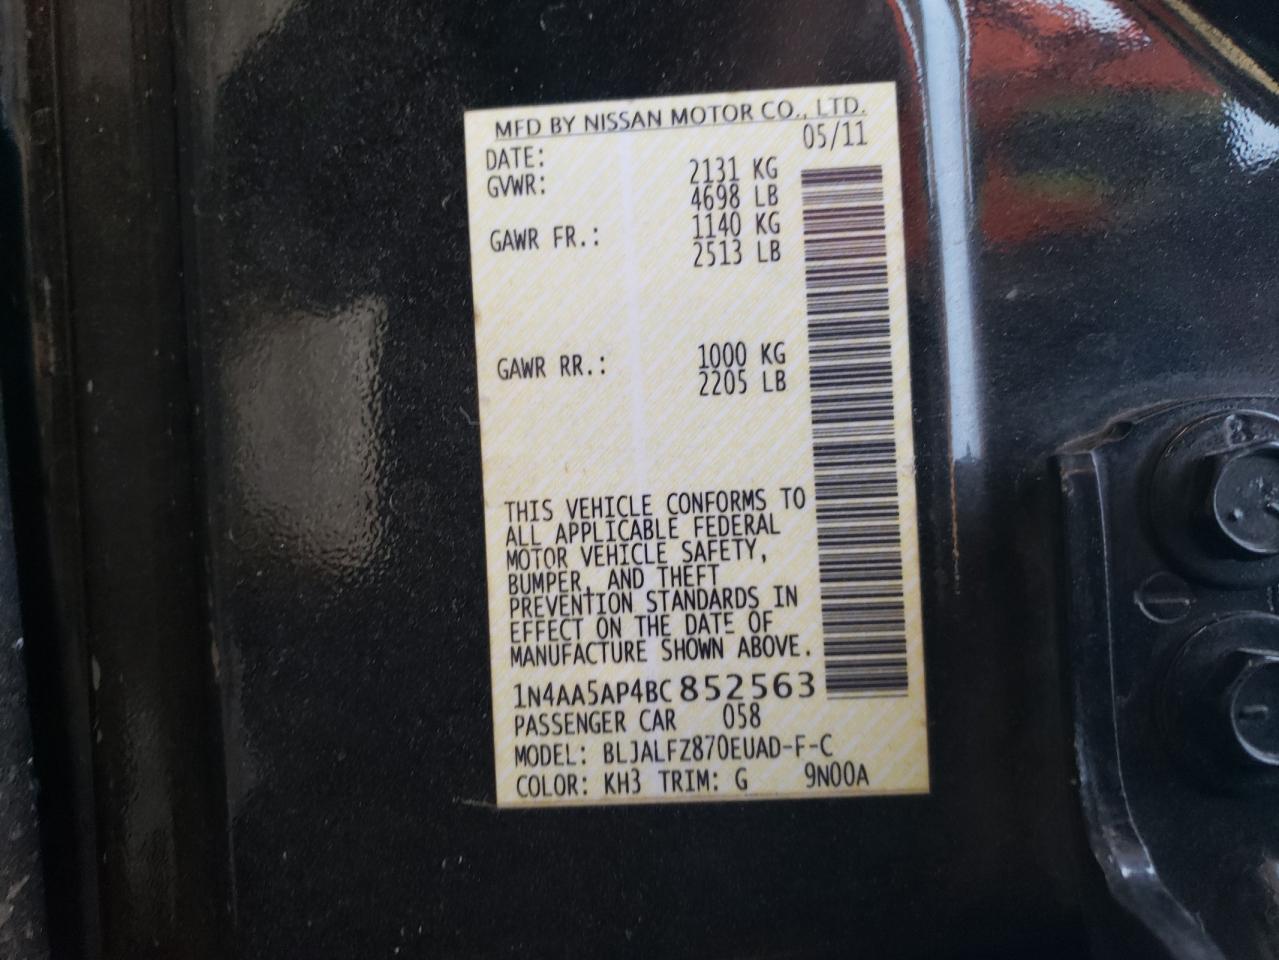 MFD BY NISSAN MOTOR CO., LTD.
DATE: 05/11
GVWR: 2131 KG
4698 LB
GAWR FR.: 1140 KG
2513 LB
GAWR RR.: 1000 KG
2205 LB
THIS VEHICLE CONFORMS TO
ALL APPLICABLE FEDERAL
MOTOR VEHICLE SAFETY,
BUMPER, AND THEFT
PREVENTION STANDARDS IN
EFFECT ON THE DATE OF
MANUFACTURE SHOWN ABOVE.
1N4AA5AP4BC852563
PASSENGER CAR 058
MODEL: BLJALFZ870EUAD-F-C
COLOR: KH3 TRIM: G 9N00A